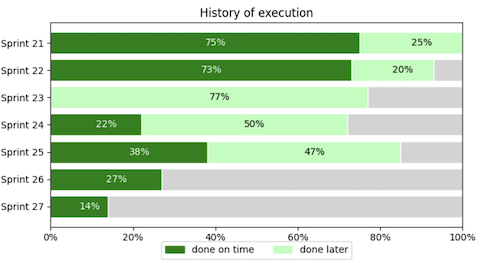 History of execution
Sprint 21 75% 25%
Sprint 22 73% 20%
Sprint 23 77%
Sprint 24 22% 50%
Sprint 25 38% 47%
Sprint 26 27%
Sprint 27 14%
0% 20% 40% 60% 80% 100%
done on time done later